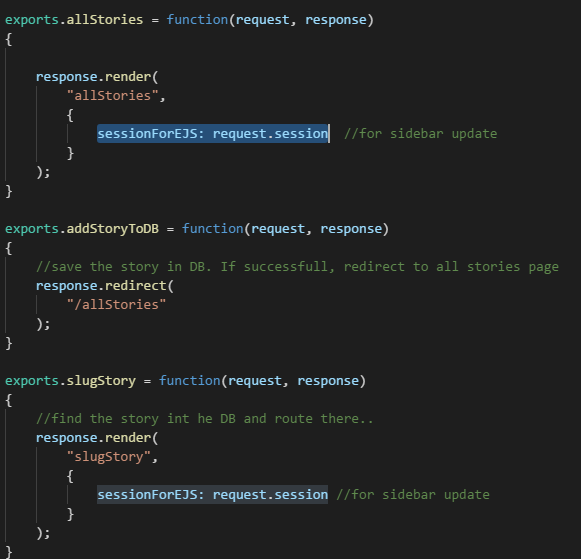 exports.allStories = function(request, response)
{
response.render(
"allStories",
{
sessionForEJS: request.session //for sidebar update
}
);
}
exports.addStoryToDB = function(request, response)
{
//save the story in DB. If successfull, redirect to all stories page
response.redirect(
"/allStories"
);
}
exports.slugStory = function(request, response)
{
//find the story int he DB and route there..
response.render(
"slugStory",
{
sessionForEJS: request.session //for sidebar update
}
);
}